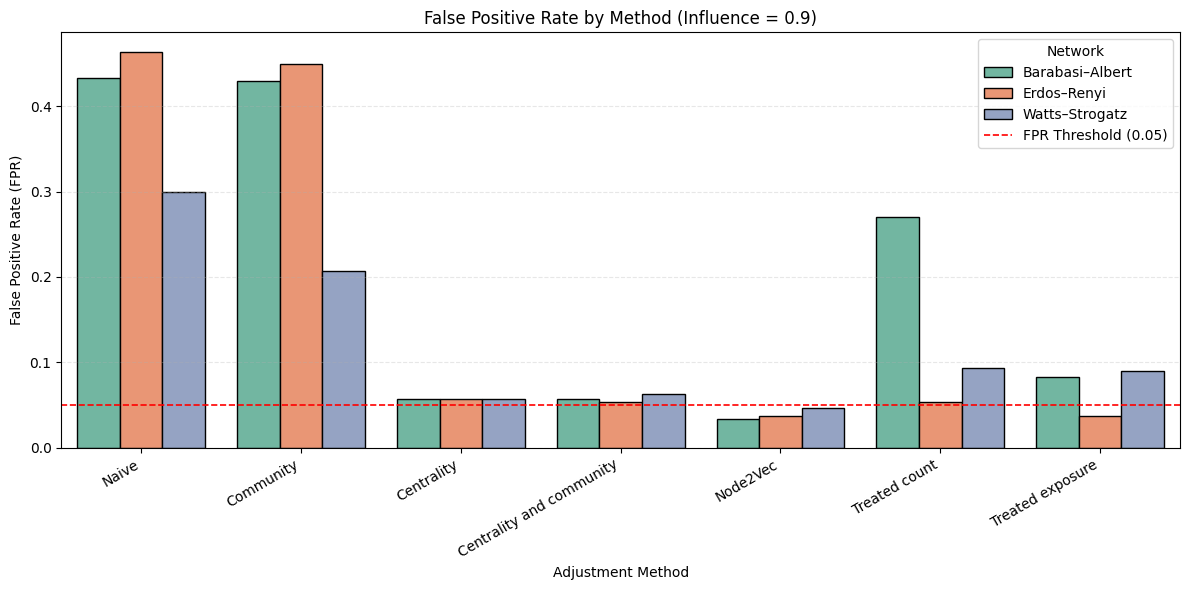 False Positive Rate by Method (Influence = 0.9)
False Positive Rate (FPR)
0.4
0.3
0.2
0.1
0.0
Network
Barabasi–Albert
Erdos–Renyi
Watts–Strogatz
FPR Threshold (0.05)
Naive
Community
Centrality
Centrality and community
Node2Vec
Treated count
Treated exposure
Adjustment Method